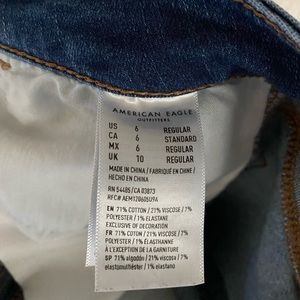 AMERICAN EAGLE
OUTFITTERS
US 6 REGULAR
CA 6 STANDARD
MX 6 REGULAR
UK 10 REGULAR
MADE IN CHINA / FABRIQUÉ EN CHINE /
HECHO EN CHINA
RN 54485/CA 03873
EN 71% COTTON / 21% VISCOSE / 7%
POLYESTER / 1% ELASTANE
EXCLUSIVE OF DECORATION
FR 71% COTON / 21% VISCOSE / 7%
POLYESTER / 1% ÉLASTHANNE
À L'EXCEPTION DE LA GARNITURE
SP 71% algodón / 21% viscosa / 7%
elastomultiéster / 1% elastano